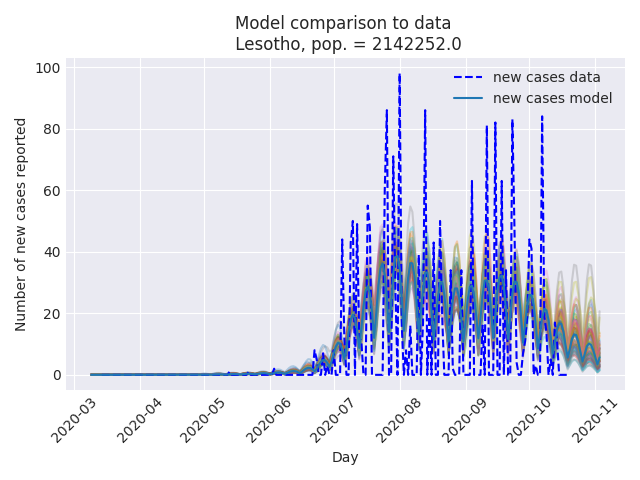 Model comparison to data
Lesotho, pop. = 2142252.0
new cases data
new cases model
Number of new cases reported
100
80
60
40
20
0
2020-03
2020-04
2020-05
2020-06
2020-07
2020-08
2020-09
2020-10
2020-11
Day